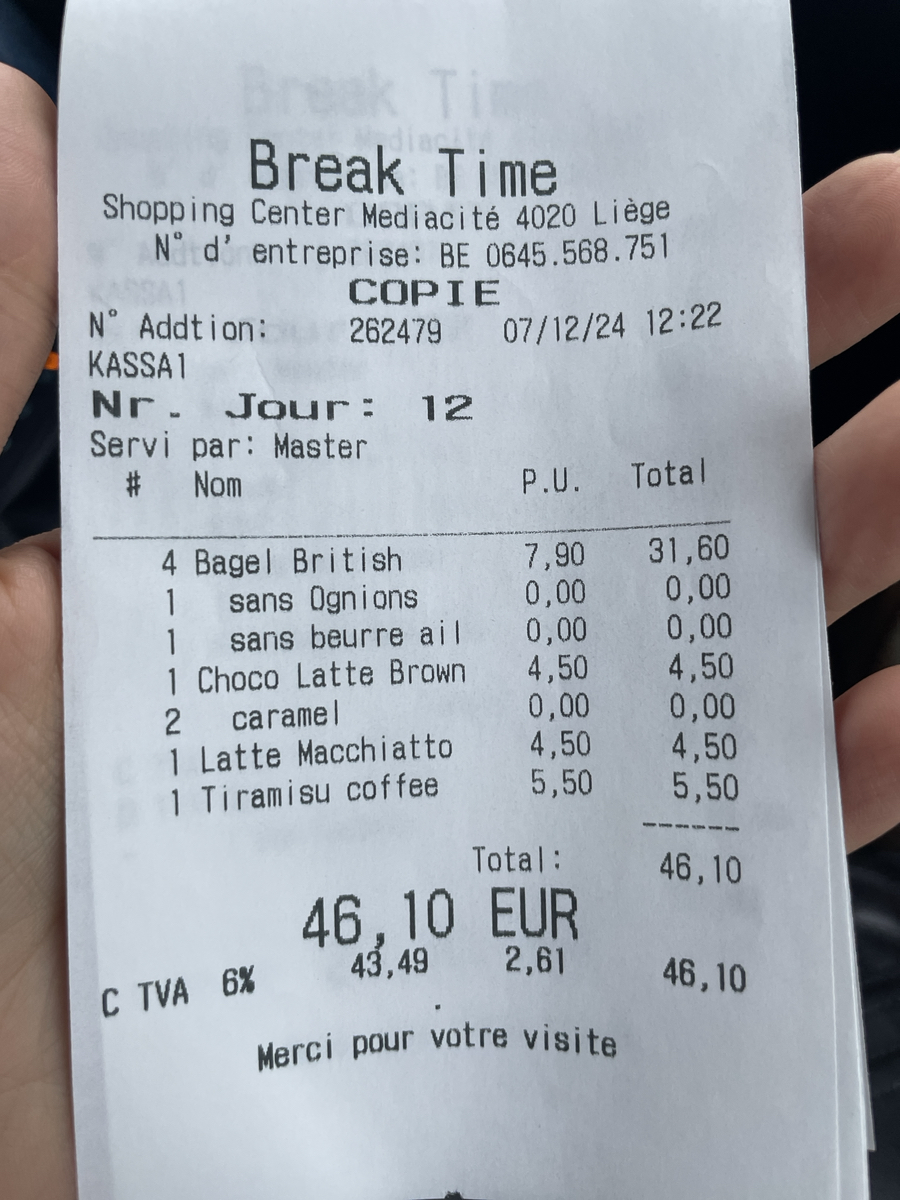 Break Time
Shopping Center Mediacité 4020 Liège
N° d' entreprise: BE 0645.568.751
COPIE
N° Addtion: 262479 07/12/24 12:22
KASSA1
Nr. Jour: 12
Servi par: Master
# Nom P.U. Total
4 Bagel British 7,90 31,60
1 sans Ognions 0,00 0,00
1 sans beurre ail 0,00 0,00
1 Choco Latte Brown 4,50 4,50
2 caramel 0,00 0,00
1 Latte Macchiatto 4,50 4,50
1 Tiramisu coffee 5,50 5,50
------
Total: 46,10
46,10 EUR
C TVA 6% 43,49 2,61 46,10
.
Merci pour votre visite